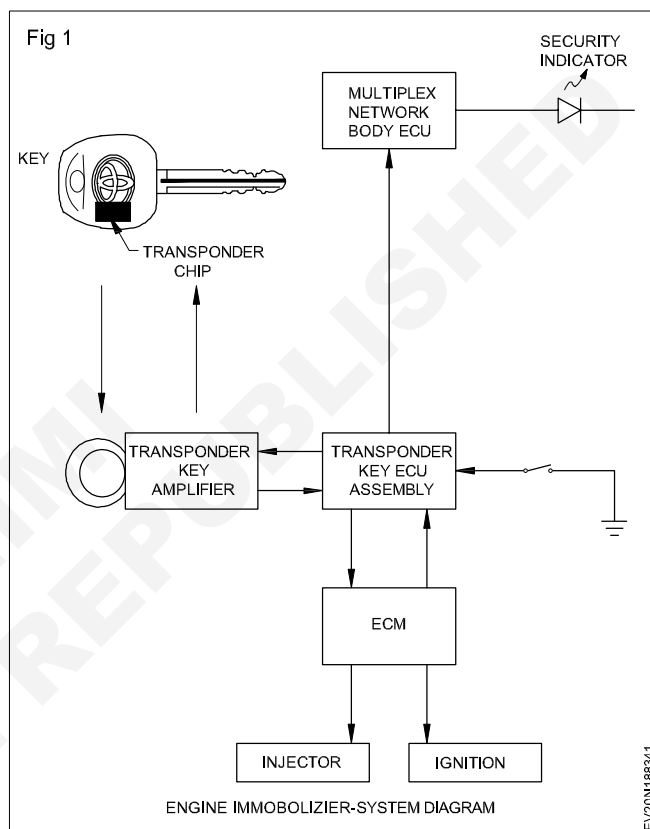 Fig 1
SECURITY
INDICATOR
MULTIPLEX
NETWORK
BODY ECU
KEY
TRANSPONDER
CHIP
TRANSPONDER
KEY
AMPLIFIER
TRANSPONDER
KEY ECU
ASSEMBLY
ECM
INJECTOR
IGNITION
ENGINE IMMOBOLIZIER-SYSTEM DIAGRAM
EV20N188341
REPUBLISHED